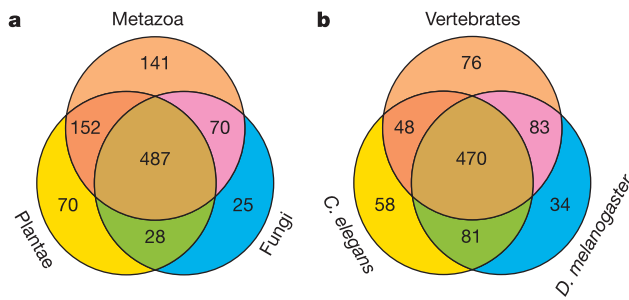 a
Metazoa
141
152
70
487
70
25
28
Plantae
Fungi
b
Vertebrates
76
48
83
470
58
34
81
C. elegans
D. melanogaster